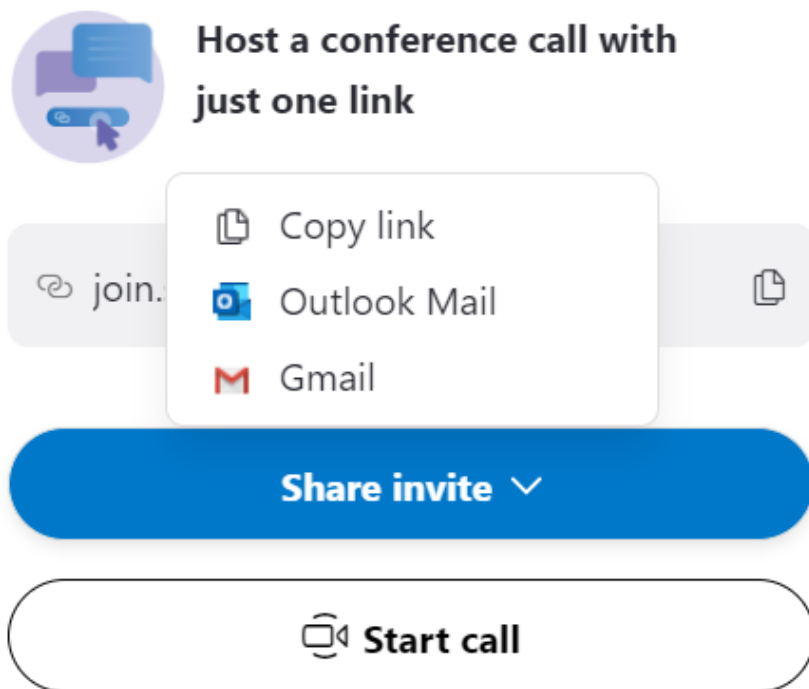 Host a conference call with
just one link
Copy link
join.
Outlook Mail
Gmail
Share invite
Start call